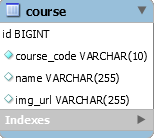 course
id BIGINT
course_code VARCHAR(10)
name VARCHAR(255)
img_url VARCHAR(255)
Indexes